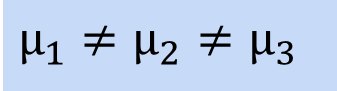 μ₁ ≠ μ₂ ≠ μ₃